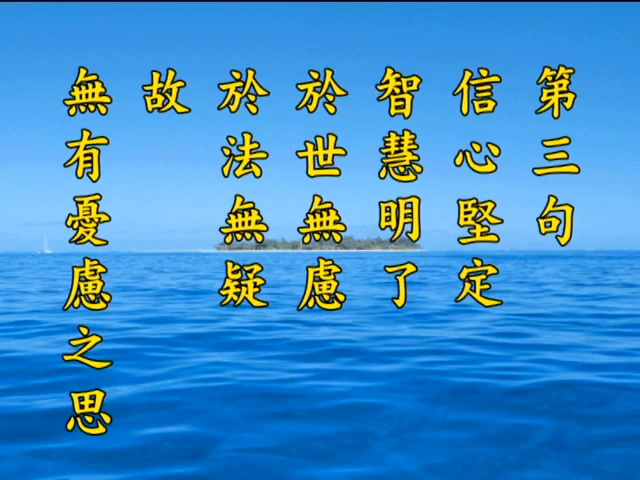 第三句
信心堅定
智慧明了
於世無慮
於法無疑
故
無有憂慮之思